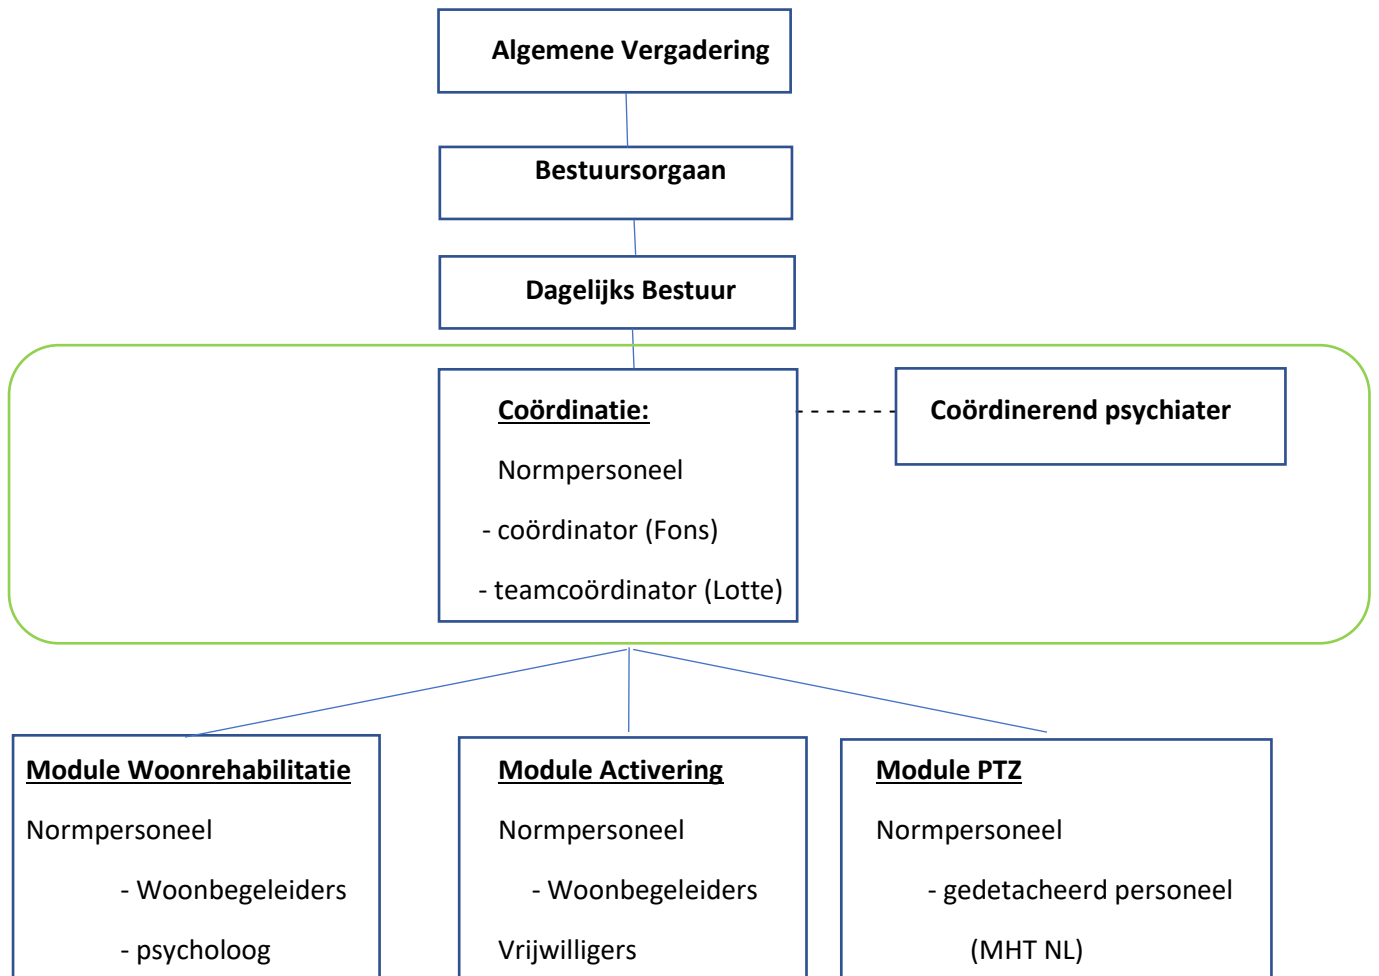 Algemene Vergadering
Bestuursorgaan
Dagelijks Bestuur
Coördinatie:
Normpersoneel
- coördinator (Fons)
- teamcoördinator (Lotte)
Coördinerend psychiater
Module Woonrehabilitatie
Normpersoneel
- Woonbegeleiders
- psycholoog
Module Activering
Normpersoneel
- Woonbegeleiders
Vrijwilligers
Module PTZ
Normpersoneel
- gedetacheerd personeel
(MHT NL)